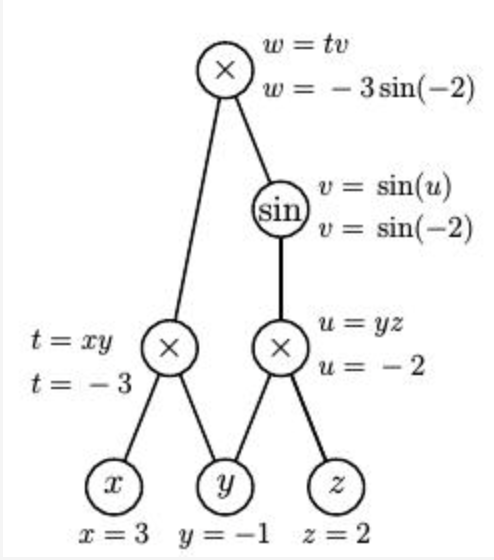 ×
w = tv
w = − 3 sin(−2)
sin
v = sin(u)
v = sin(−2)
t = xy
t = − 3
×
×
u = yz
u = − 2
x
y
z
x = 3
y = −1
z = 2